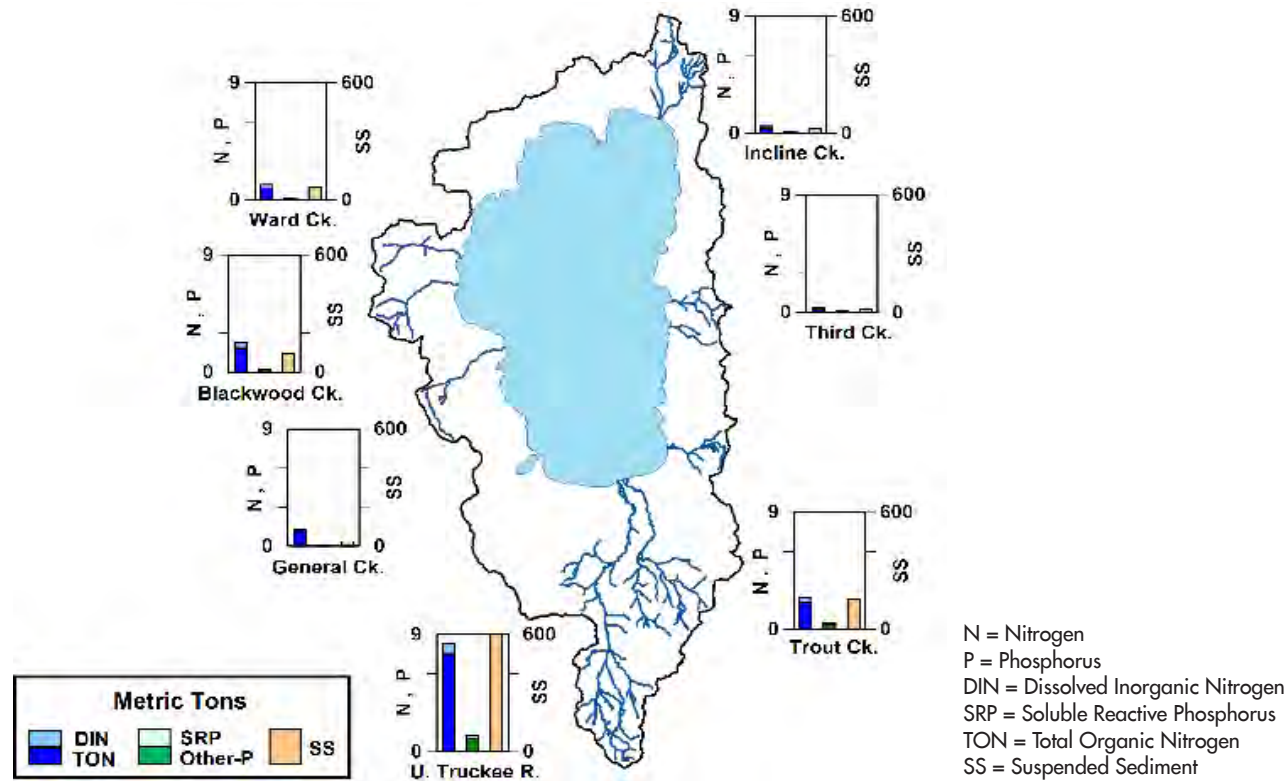 9 600
N, P SS
0 0
Incline Ck.
9 600
N, P SS
0 0
Ward Ck.
9 600
N, P SS
0 0
Third Ck.
9 600
N, P SS
0 0
Blackwood Ck.
9 600
N, P SS
0 0
General Ck.
9 600
N, P SS
0 0
Trout Ck.
9 600
N, P SS
0 0
U. Truckee R.
Metric Tons
DIN SRP SS
TON Other-P
N = Nitrogen
P = Phosphorus
DIN = Dissolved Inorganic Nitrogen
SRP = Soluble Reactive Phosphorus
TON = Total Organic Nitrogen
SS = Suspended Sediment